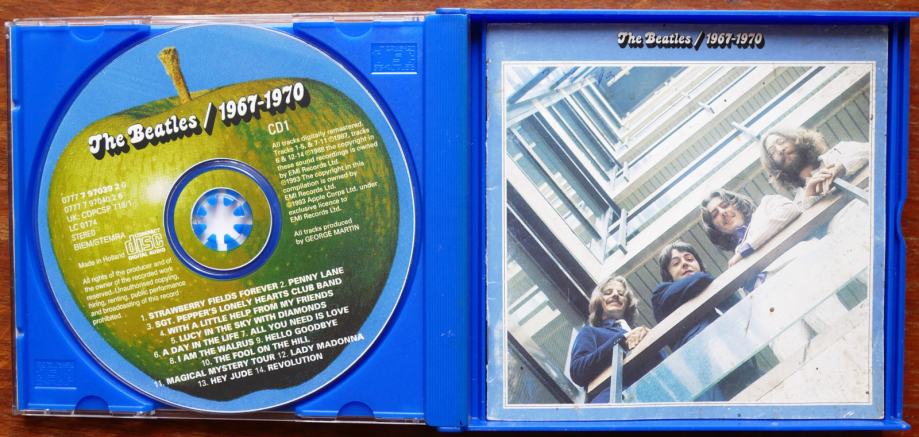 The Beatles / 1967-1970
CD1
All tracks digitally remastered.
Tracks 1-5, & 7-11 ℗1987, tracks
6 & 12-14 ℗1988 the copyright in
these sound recordings is owned
by EMI Records Ltd.
℗1993 The copyright in this
compilation is owned by
EMI Records Ltd.
©1993 Apple Corps Ltd. under
exclusive licence to
EMI Records Ltd.
All tracks produced
by GEORGE MARTIN
0777 7 97039 2 0
0777 7 97040 2 6
UK: CDPCSP 718/1
LC 0174
STEREO
BIEM/STEMRA
COMPACT
disc
DIGITAL AUDIO
Made in Holland
All rights of the producer and of
the owner of the recorded work
reserved. Unauthorised copying,
hiring, renting, public performance
and broadcasting of this record
prohibited.
1. STRAWBERRY FIELDS FOREVER 2. PENNY LANE
3. SGT. PEPPER'S LONELY HEARTS CLUB BAND
4. WITH A LITTLE HELP FROM MY FRIENDS
5. LUCY IN THE SKY WITH DIAMONDS
6. A DAY IN THE LIFE 7. ALL YOU NEED IS LOVE
8. I AM THE WALRUS 9. HELLO GOODBYE
10. THE FOOL ON THE HILL,
11. MAGICAL MYSTERY TOUR 12. LADY MADONNA
13. HEY JUDE 14. REVOLUTION
The Beatles / 1967-1970